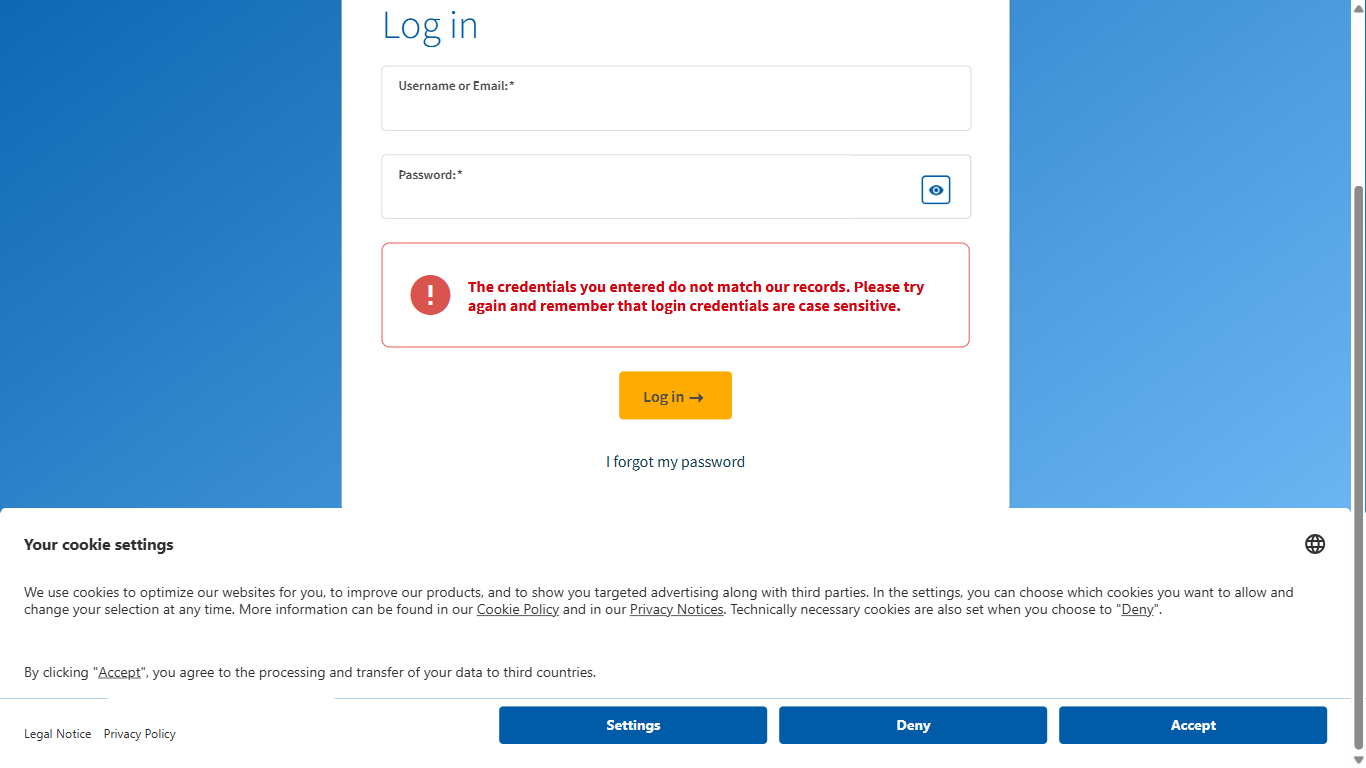 Log in
Username or Email:*
Password:*
The credentials you entered do not match our records. Please try
again and remember that login credentials are case sensitive.
Log in →
I forgot my password
Your cookie settings
We use cookies to optimize our websites for you, to improve our products, and to show you targeted advertising along with third parties. In the settings, you can choose which cookies you want to allow and
change your selection at any time. More information can be found in our Cookie Policy and in our Privacy Notices. Technically necessary cookies are also set when you choose to "Deny".
By clicking "Accept", you agree to the processing and transfer of your data to third countries.
Legal Notice Privacy Policy
Settings
Deny
Accept